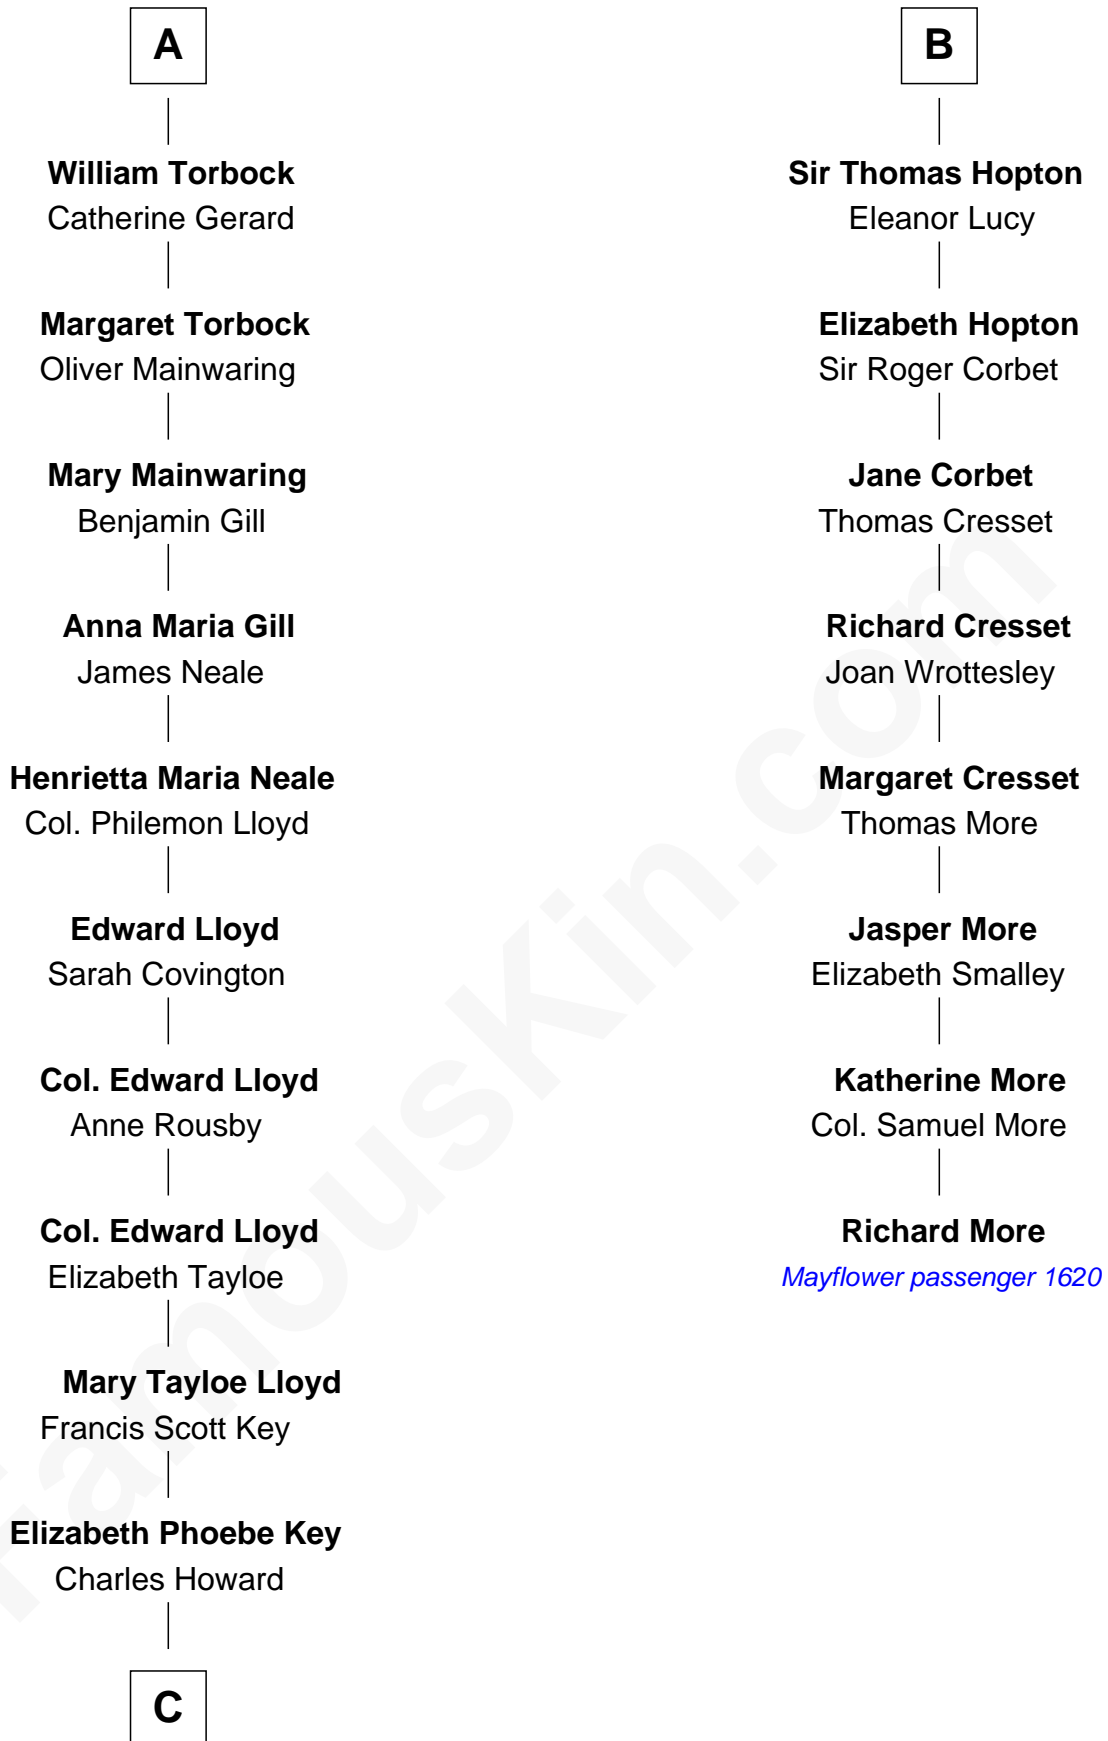 A
William Torbock
Catherine Gerard
Margaret Torbock
Oliver Mainwaring
Mary Mainwaring
Benjamin Gill
Anna Maria Gill
James Neale
Henrietta Maria Neale
Col. Philemon Lloyd
Edward Lloyd
Sarah Covington
Col. Edward Lloyd
Anne Rousby
Col. Edward Lloyd
Elizabeth Tayloe
Mary Tayloe Lloyd
Francis Scott Key
Elizabeth Phoebe Key
Charles Howard
C
B
Sir Thomas Hopton
Eleanor Lucy
Elizabeth Hopton
Sir Roger Corbet
Jane Corbet
Thomas Cresset
Richard Cresset
Joan Wrottesley
Margaret Cresset
Thomas More
Jasper More
Elizabeth Smalley
Katherine More
Col. Samuel More
Richard More
Mayflower passenger 1620
FamousKin.com